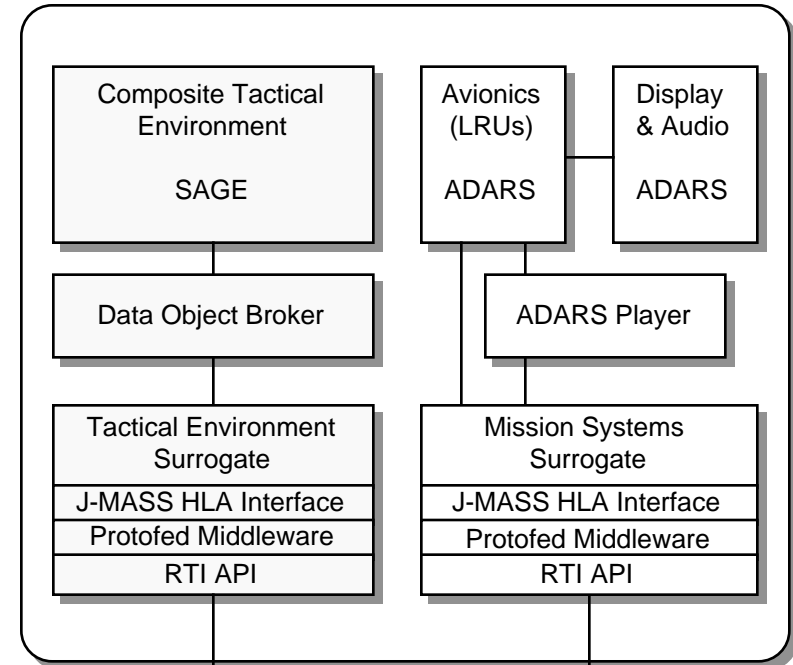 Composite Tactical
Environment
SAGE
Avionics
(LRUs)
ADARS
Display
& Audio
ADARS
Data Object Broker
ADARS Player
Tactical Environment
Surrogate
J-MASS HLA Interface
Protofed Middleware
RTI API
Mission Systems
Surrogate
J-MASS HLA Interface
Protofed Middleware
RTI API